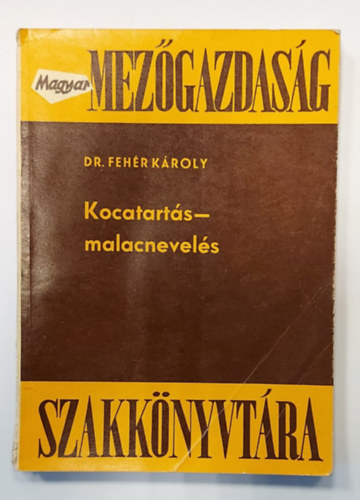 Magyar MEZŐGAZDASÁG
DR. FEHÉR KÁROLY
Kocatartás—
malacnevelés
SZAKKÖNYVTÁRA